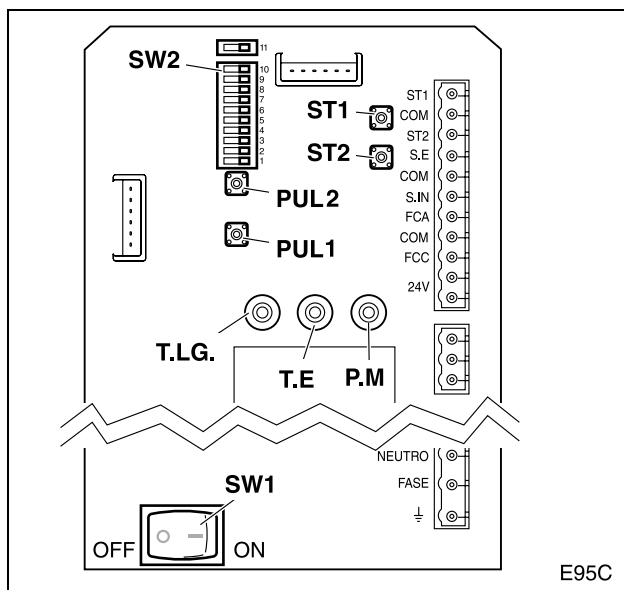 11
SW2
10
9
8
7
6
5
4
3
2
1
ST1
ST2
PUL2
PUL1
ST1
COM
ST2
S.E
COM
S.IN
FCA
COM
FCC
24V
T.LG.
T.E
P.M
NEUTRO
FASE
SW1
OFF
ON
E95C